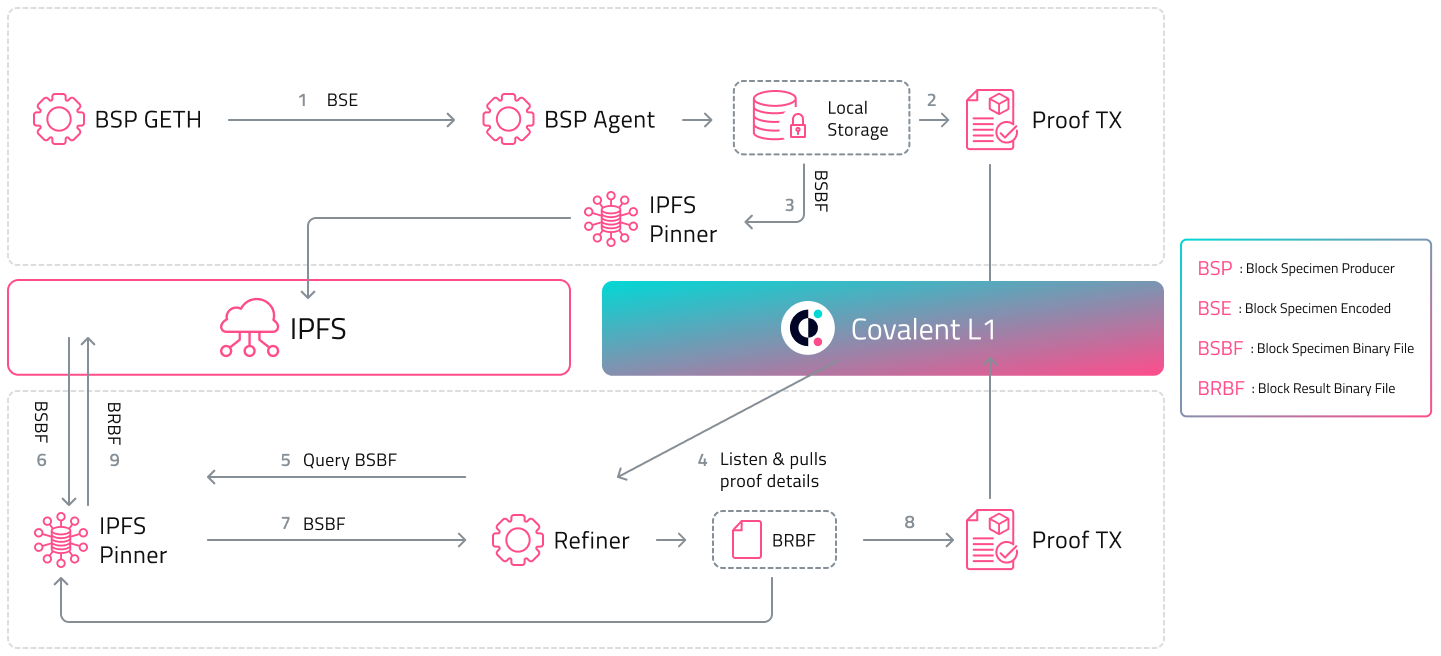 BSP GETH
1 BSE
BSP Agent
Local
Storage
2
Proof TX
3
BSBF
IPFS
Pinner
IPFS
Covalent L1
BSP : Block Specimen Producer
BSE : Block Specimen Encoded
BSBF : Block Specimen Binary File
BRBF : Block Result Binary File
BSBF
6
BRBF
9
5 Query BSBF
4 Listen & pulls
proof details
IPFS
Pinner
7 BSBF
Refiner
BRBF
8
Proof TX